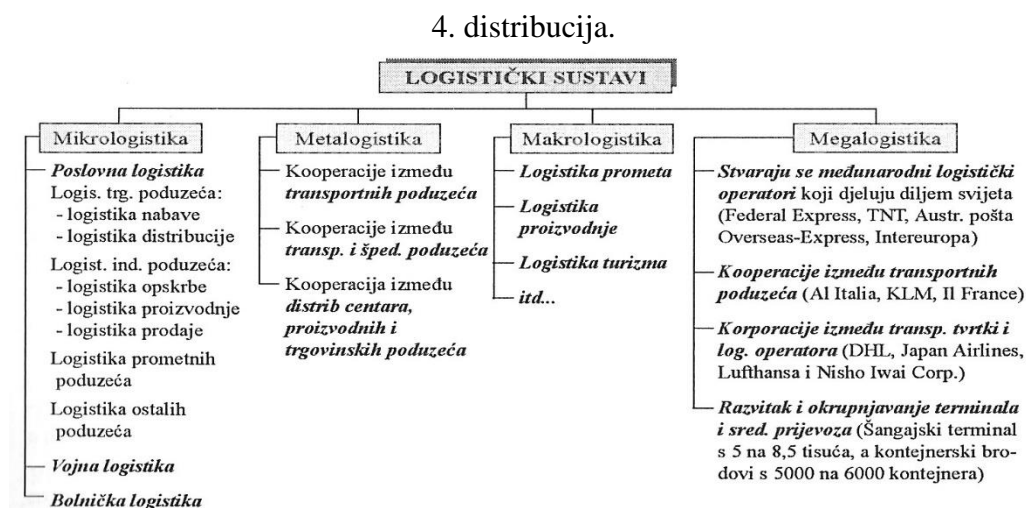 4. distribucija.
LOGISTIČKI SUSTAVI
Mikrologistika
Poslovna logistika
Logis. trg. poduzeća:
- logistika nabave
- logistika distribucije
Logist. ind. poduzeća:
- logistika opskrbe
- logistika proizvodnje
- logistika prodaje
Logistika prometnih
poduzeća
Logistika ostalih
poduzeća
Vojna logistika
Bolnička logistika
Metalogistika
Kooperacije između
transportnih poduzeća
Kooperacije između
transp. i šped. poduzeća
Kooperacija između
distrib centara,
proizvodnih i
trgovinskih poduzeća
Makrologistika
Logistika prometa
Logistika
proizvodnje
Logistika turizma
itd...
Megalogistika
Stvaraju se međunarodni logistički
operatori koji djeluju diljem svijeta
(Federal Express, TNT, Austr. pošta
Overseas-Express, Intereuropa)
Kooperacije između transportnih
poduzeća (Al Italia, KLM, Il France)
Korporacije između transp. tvrtki i
log. operatora (DHL, Japan Airlines,
Lufthansa i Nisho Iwai Corp.)
Razvitak i okrupnjavanje terminala
i sred. prijevoza (Šangajski terminal
s 5 na 8,5 tisuća, a kontejnerski bro-
dovi s 5000 na 6000 kontejnera)